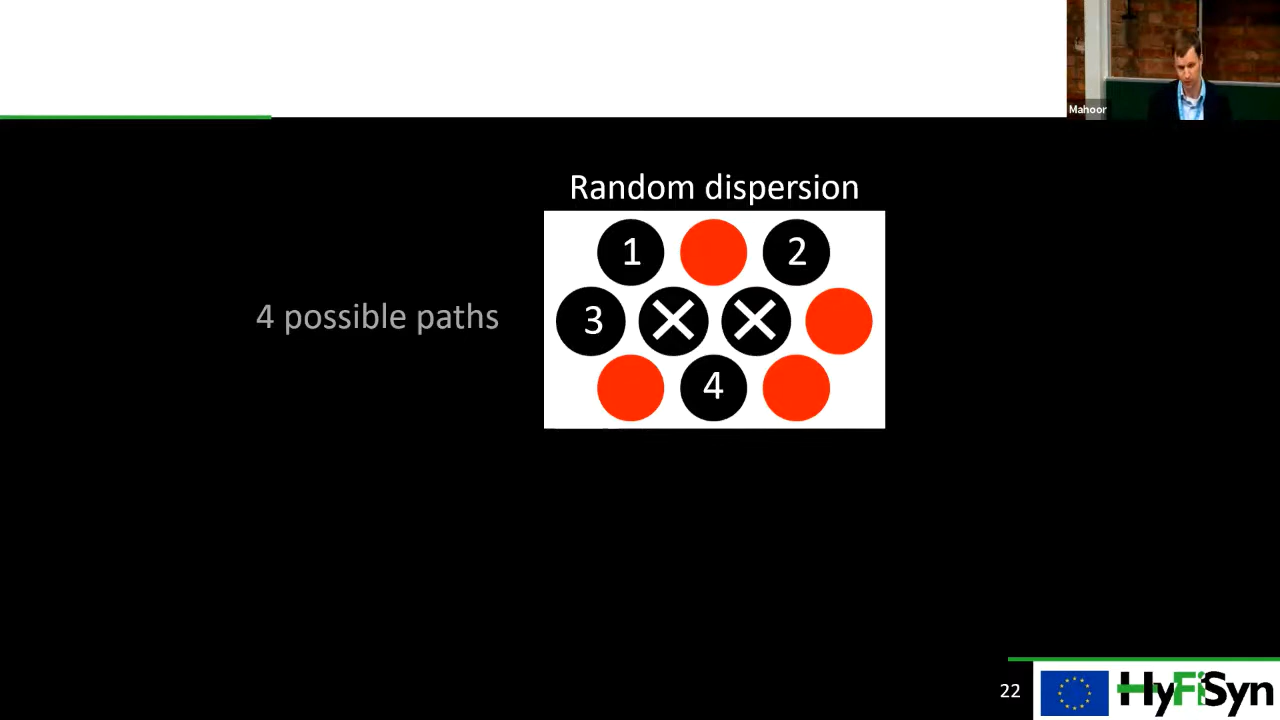 Mahoor
Random dispersion
1 2
4 possible paths
3
4
22
HyFiSyn